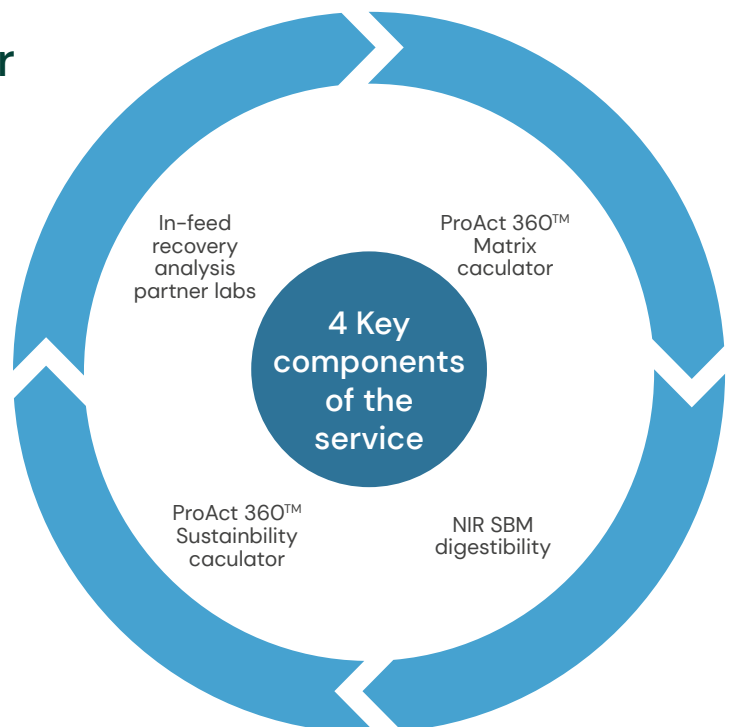 r
In-feed
recovery
analysis
partner labs
ProAct 360™
Matrix
caculator
4 Key
components
of the
service
ProAct 360™
Sustainbility
caculator
NIR SBM
digestibility